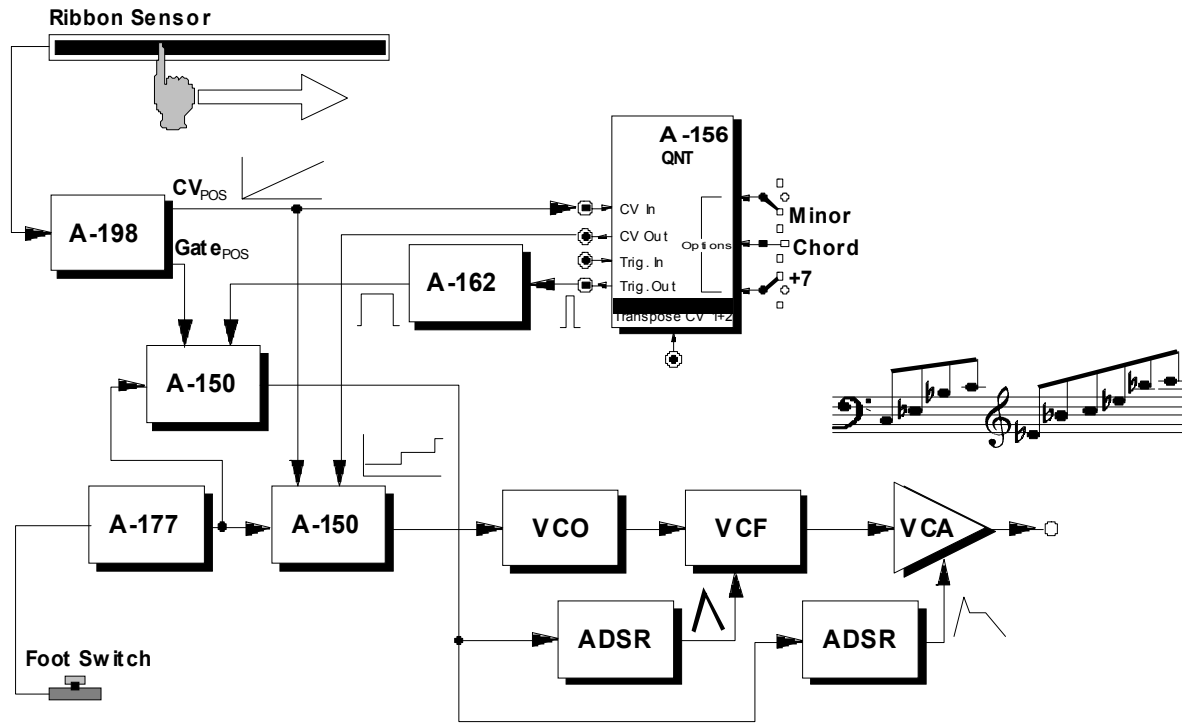 Ribbon Sensor
A-156
QNT
CV In
CV Out
Trig. In
Trig. Out
Options
Transpose CV 1+2
Minor
Chord
+7
CVPOS
A-198
GatePOS
A-162
A-150
A-177
A-150
VCO
VCF
VCA
ADSR
ADSR
Foot Switch